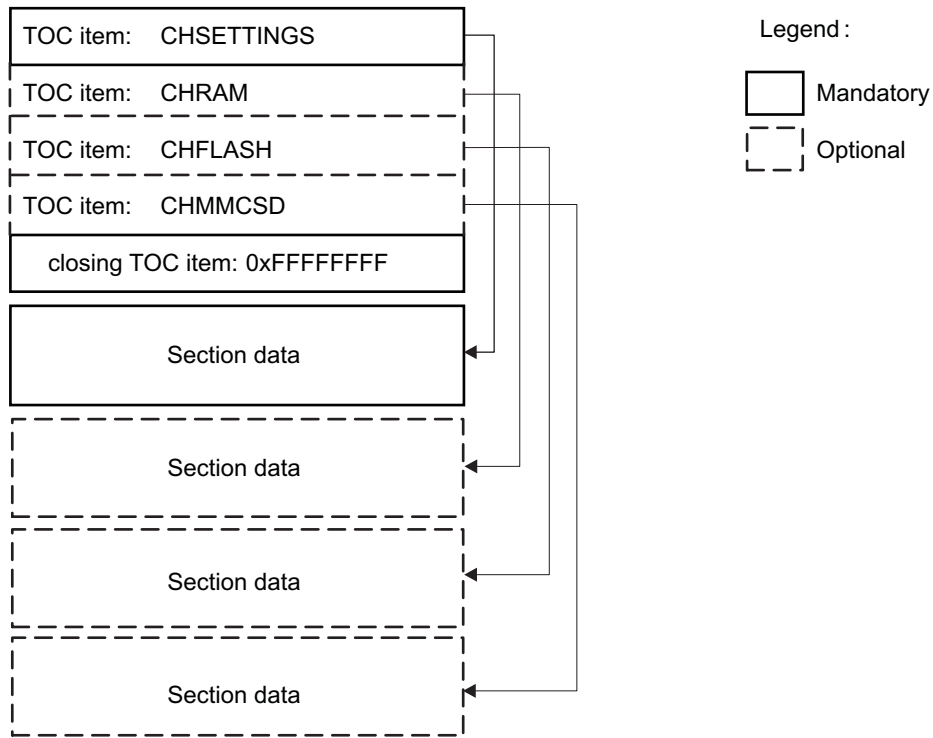 TOC item: CHSETTINGS
TOC item: CHRAM
TOC item: CHFLASH
TOC item: CHMMCSD
closing TOC item: 0xFFFFFFFF
Section data
Section data
Section data
Section data
Legend :
Mandatory
Optional